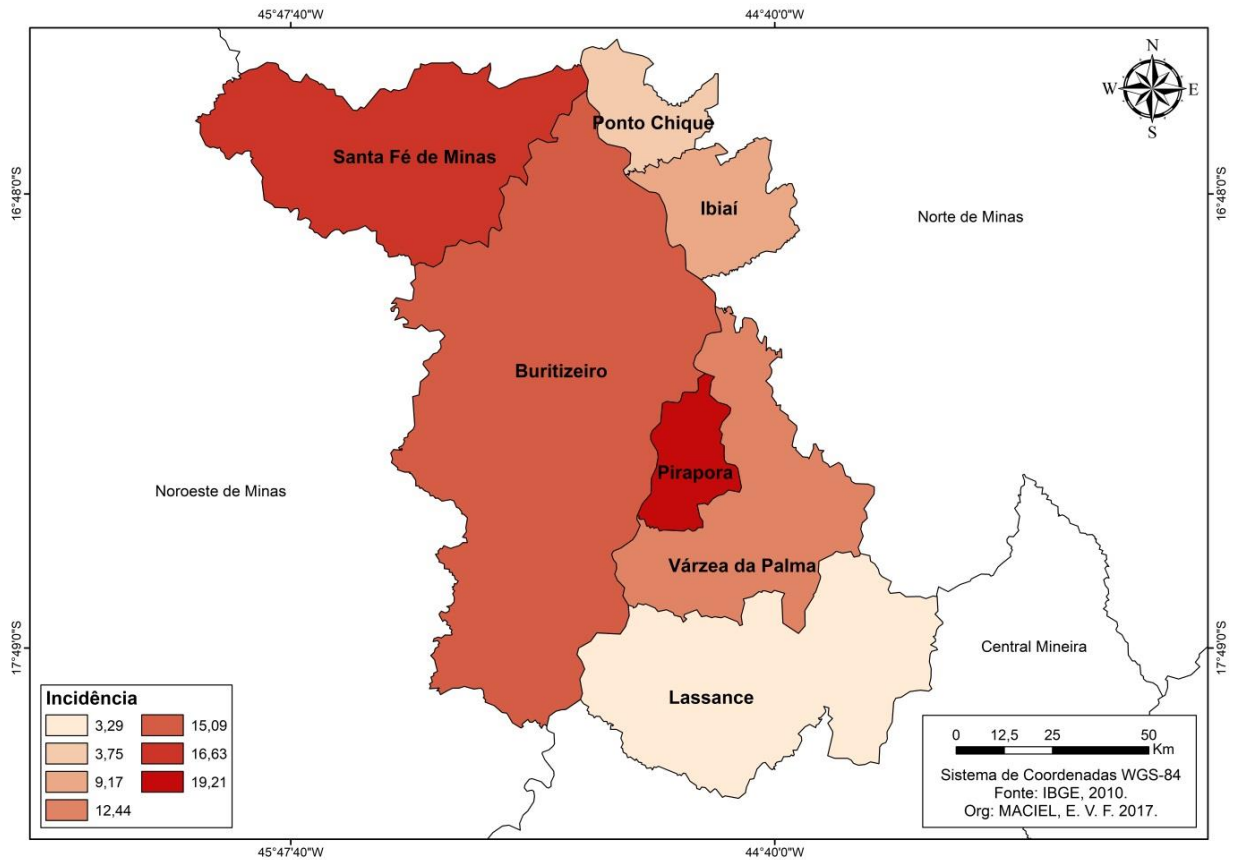 45°47'40"W
44°40'0"W
N
W
E
S
Ponto Chique
Santa Fé de Minas
16°48'0"S
16°48'0"S
Ibiaí
Norte de Minas
Buritizeiro
Pirapora
Noroeste de Minas
Várzea da Palma
17°49'0"S
17°49'0"S
Central Mineira
Lassance
Incidência
3,29
15,09
3,75
16,63
9,17
19,21
12,44
0 12,5 25 50
Km
Sistema de Coordenadas WGS-84
Fonte: IBGE, 2010.
Org: MACIEL, E. V. F. 2017.
45°47'40"W
44°40'0"W